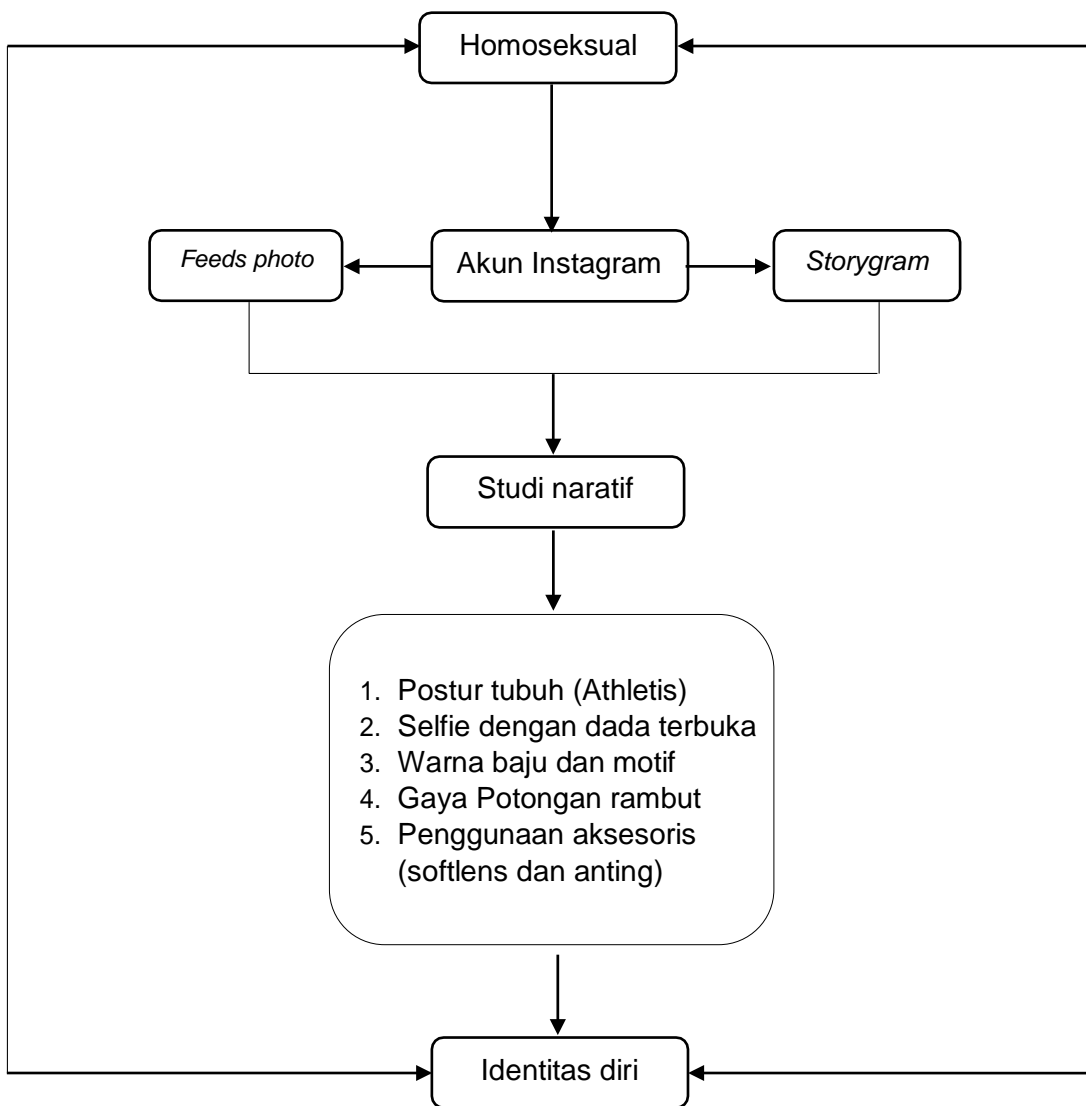 Homoseksual
Feeds photo
Akun Instagram
Storygram
Studi naratif
1. Postur tubuh (Athletis)
2. Selfie dengan dada terbuka
3. Warna baju dan motif
4. Gaya Potongan rambut
5. Penggunaan aksesoris
(softlens dan anting)
Identitas diri